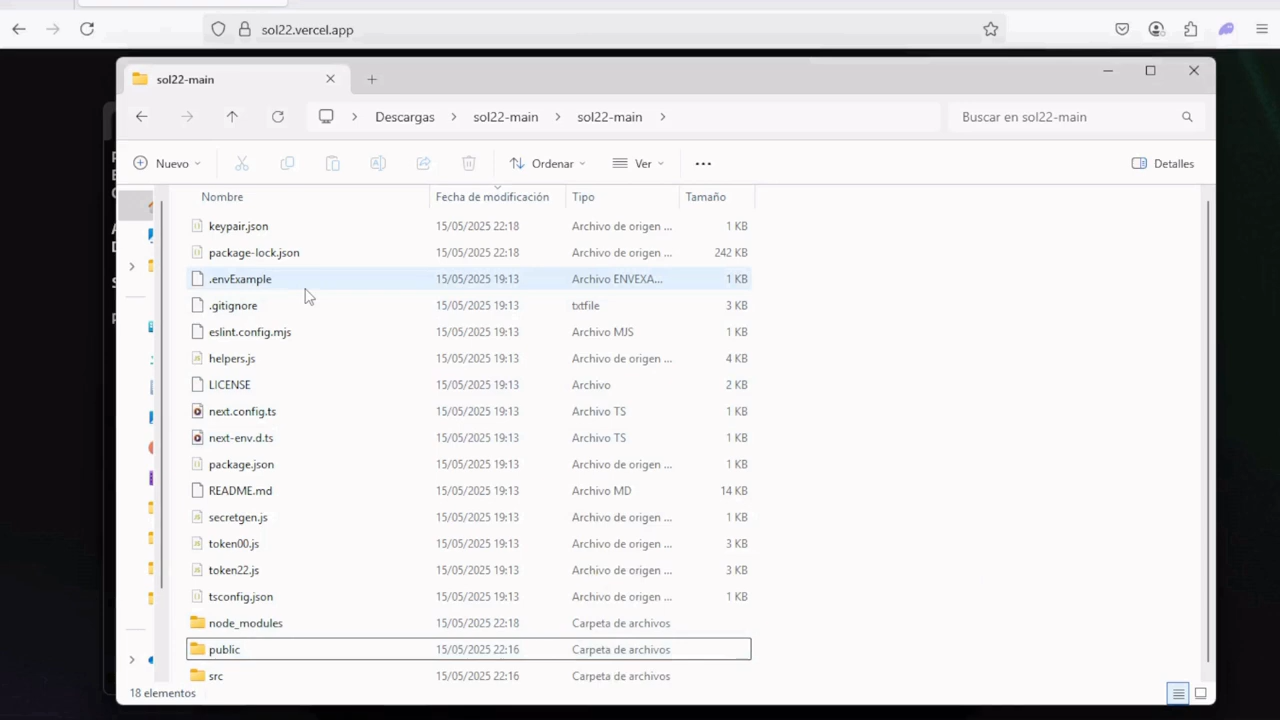 sol22.vercel.app
sol22-main
Descargas > sol22-main > sol22-main >
Buscar en sol22-main
Nuevo
Ordenar
Ver
Detalles
Nombre Fecha de modificación Tipo Tamaño
keypair.json 15/05/2025 22:18 Archivo de origen ... 1 KB
package-lock.json 15/05/2025 22:18 Archivo de origen ... 242 KB
.envExample 15/05/2025 19:13 Archivo ENVEXA... 1 KB
.gitignore 15/05/2025 19:13 txtfile 3 KB
eslint.config.mjs 15/05/2025 19:13 Archivo MJS 1 KB
helpers.js 15/05/2025 19:13 Archivo de origen ... 4 KB
LICENSE 15/05/2025 19:13 Archivo 2 KB
next.config.ts 15/05/2025 19:13 Archivo TS 1 KB
next-env.d.ts 15/05/2025 19:13 Archivo TS 1 KB
package.json 15/05/2025 19:13 Archivo de origen ... 1 KB
README.md 15/05/2025 19:13 Archivo MD 14 KB
secretgen.js 15/05/2025 19:13 Archivo de origen ... 1 KB
token00.js 15/05/2025 19:13 Archivo de origen ... 3 KB
token22.js 15/05/2025 19:13 Archivo de origen ... 3 KB
tsconfig.json 15/05/2025 19:13 Archivo de origen ... 1 KB
node_modules 15/05/2025 22:18 Carpeta de archivos
public 15/05/2025 22:16 Carpeta de archivos
src 15/05/2025 22:16 Carpeta de archivos
18 elementos